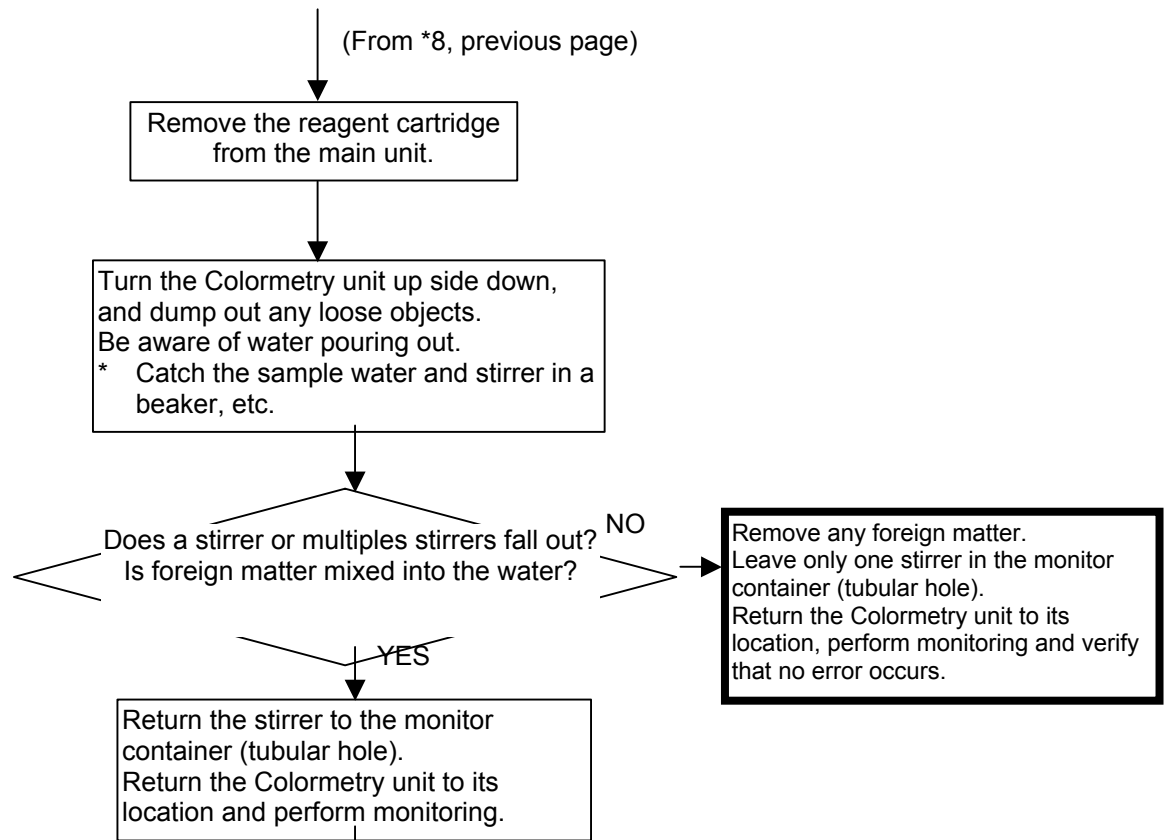 (From *8, previous page)
Remove the reagent cartridge
from the main unit.
Turn the Colormetry unit up side down,
and dump out any loose objects.
Be aware of water pouring out.
* Catch the sample water and stirrer in a
beaker, etc.
Does a stirrer or multiples stirrers fall out?
Is foreign matter mixed into the water?
NO
Remove any foreign matter.
Leave only one stirrer in the monitor
container (tubular hole).
Return the Colormetry unit to its
location, perform monitoring and verify
that no error occurs.
YES
Return the stirrer to the monitor
container (tubular hole).
Return the Colormetry unit to its
location and perform monitoring.